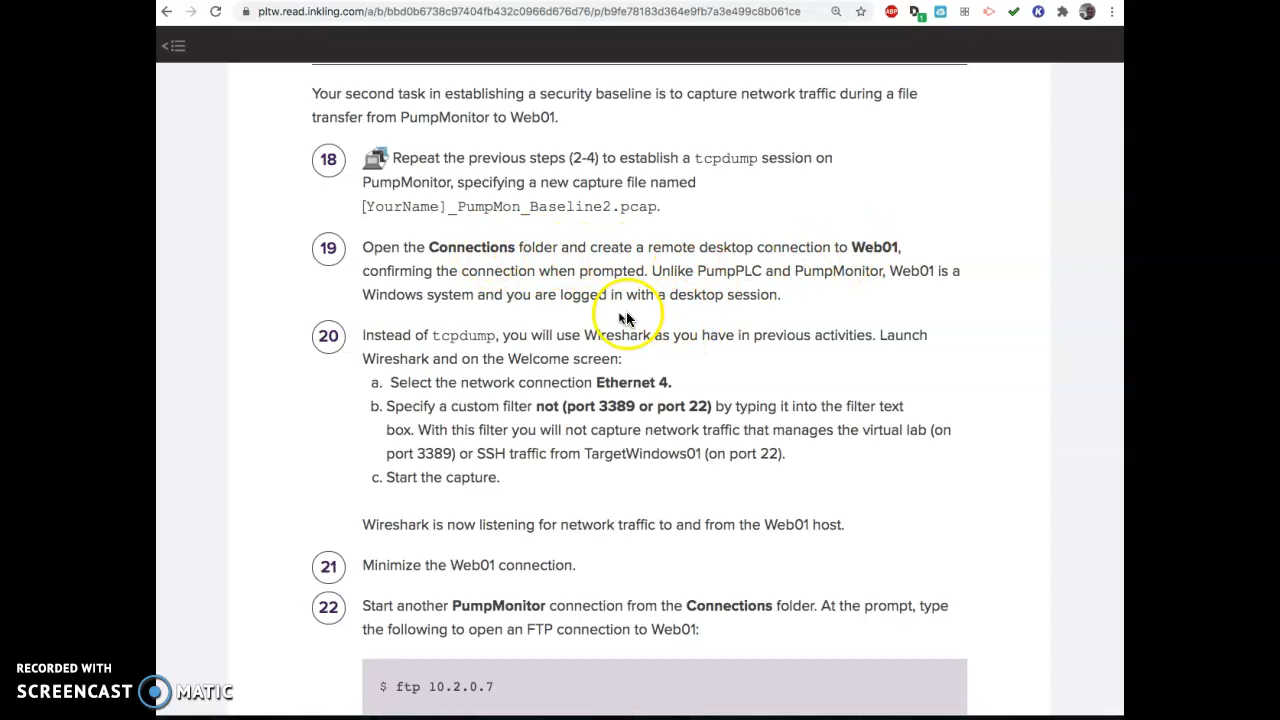 pltw.read.inkling.com/a/b/bbd0b6738c97404fb432c0966d676d76/p/b9fe78183d364e9fb7a3e499c8b061ce
Your second task in establishing a security baseline is to capture network traffic during a file
transfer from PumpMonitor to Web01.
18 Repeat the previous steps (2-4) to establish a tcpdump session on
PumpMonitor, specifying a new capture file named
[YourName]_PumpMon_Baseline2.pcap.
19 Open the Connections folder and create a remote desktop connection to Web01,
confirming the connection when prompted. Unlike PumpPLC and PumpMonitor, Web01 is a
Windows system and you are logged in with a desktop session.
20 Instead of tcpdump, you will use Wireshark as you have in previous activities. Launch
Wireshark and on the Welcome screen:
a. Select the network connection Ethernet 4.
b. Specify a custom filter not (port 3389 or port 22) by typing it into the filter text
box. With this filter you will not capture network traffic that manages the virtual lab (on
port 3389) or SSH traffic from TargetWindows01 (on port 22).
c. Start the capture.
Wireshark is now listening for network traffic to and from the Web01 host.
21 Minimize the Web01 connection.
22 Start another PumpMonitor connection from the Connections folder. At the prompt, type
the following to open an FTP connection to Web01:
$ ftp 10.2.0.7
RECORDED WITH
SCREENCAST MATIC